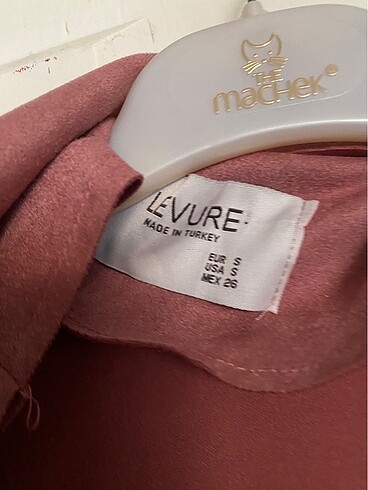 THE
macHek®
LEVURE
MADE IN TURKEY
EUR S
USA S
MEX 26